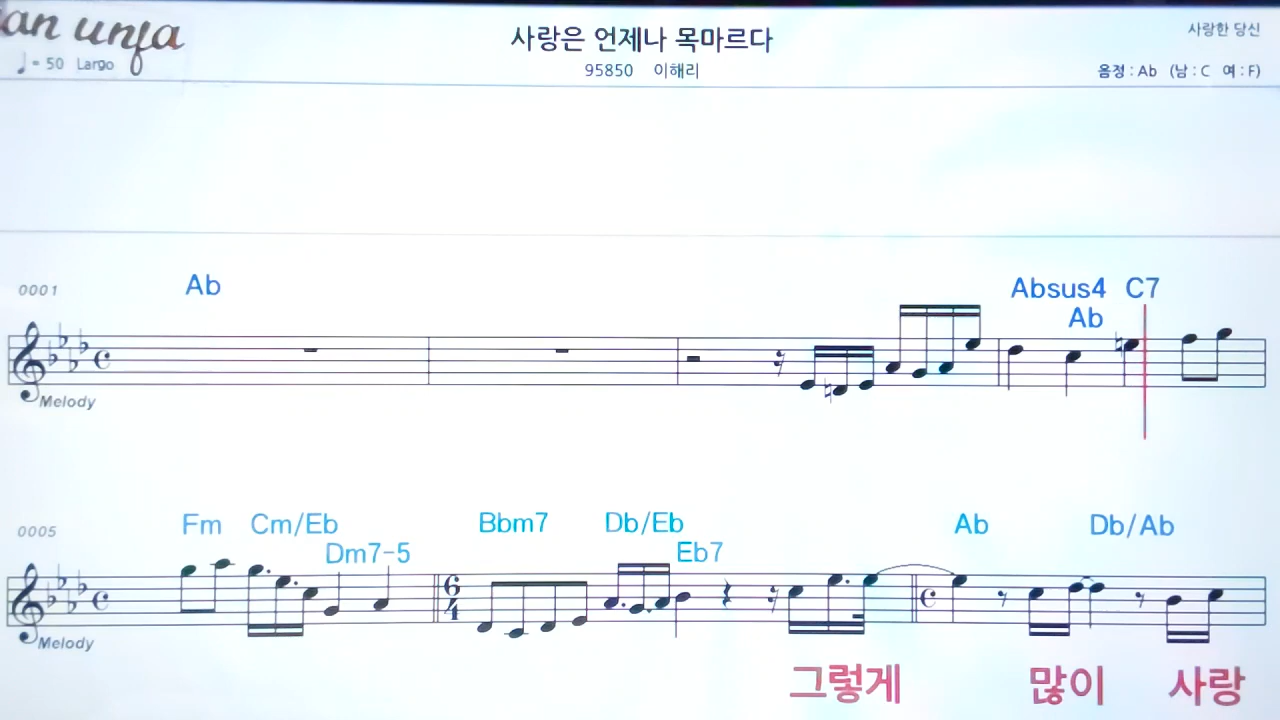 사랑은 언제나 목마르다
사랑한 당신
♩= 50 Largo
95850 이해리
음정 : Ab (남 : C 여 : F)
0001 Ab Absus4 C7
Ab
Melody
0005 Fm Cm/Eb Bbm7 Db/Eb Ab Db/Ab
Dm7-5 Eb7
6
4
Melody
그렇게 많이 사랑